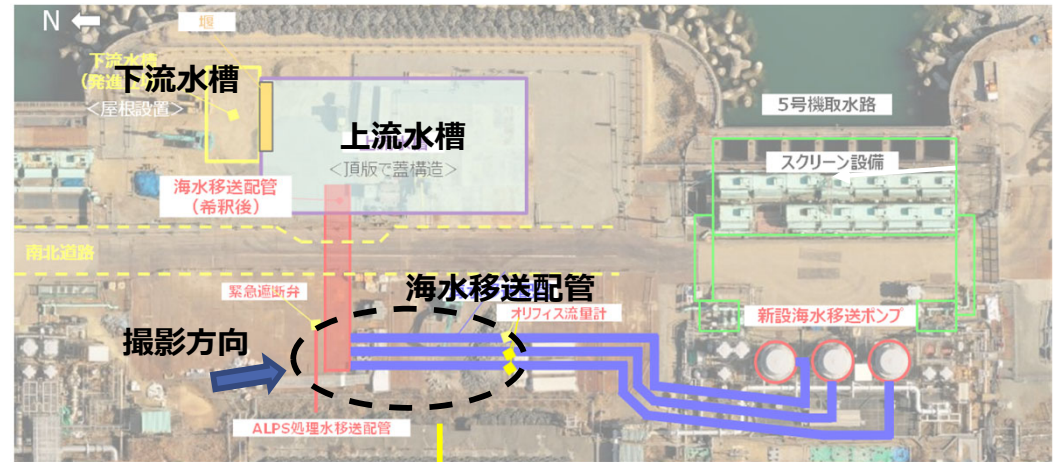 N
堰
下流水槽
(発進
＜屋根設置＞
下流水槽
上流水槽
＜頂版で蓋構造＞
5号機取水路
スクリーン設備
海水移送配管
（希釈後）
南北道路
緊急遮断弁
海水移送配管
オリフィス流量計
新設海水移送ポンプ
撮影方向
ALPS処理水移送配管